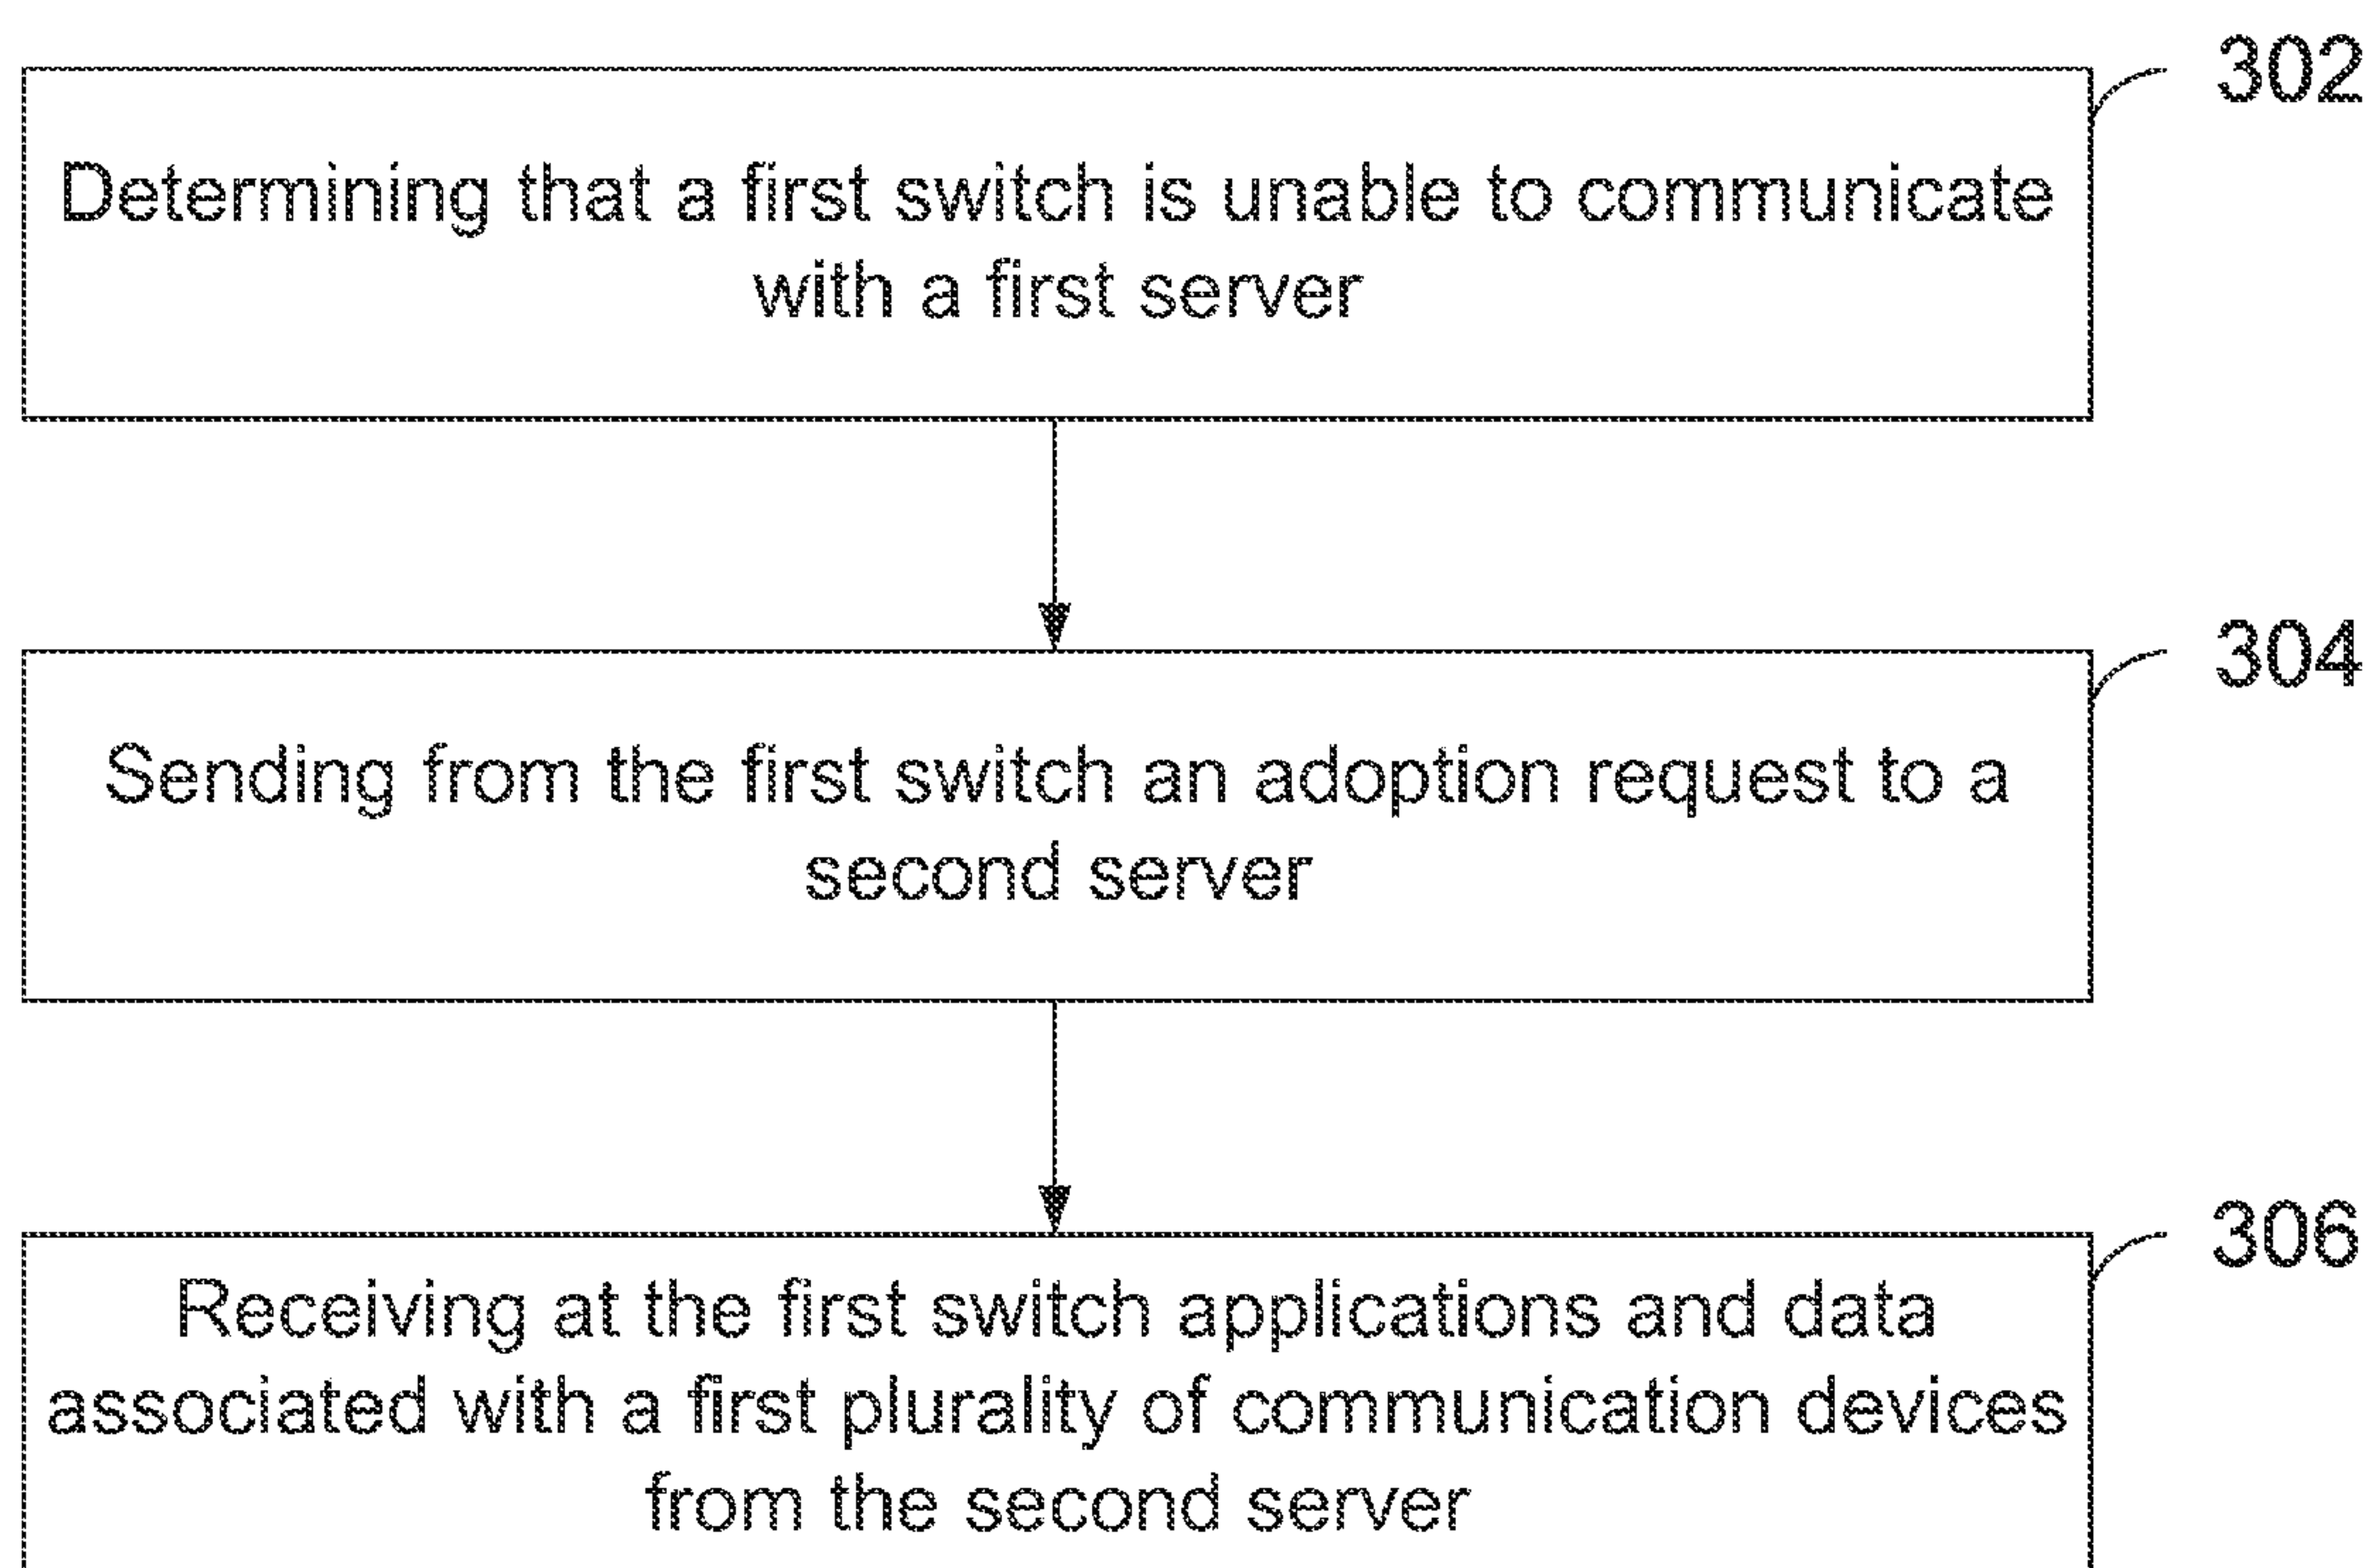 302
Determining that a first switch is unable to communicate
with a first server
304
Sending from the first switch an adoption request to a
second server
306
Receiving at the first switch applications and data
associated with a first plurality of communication devices
from the second server